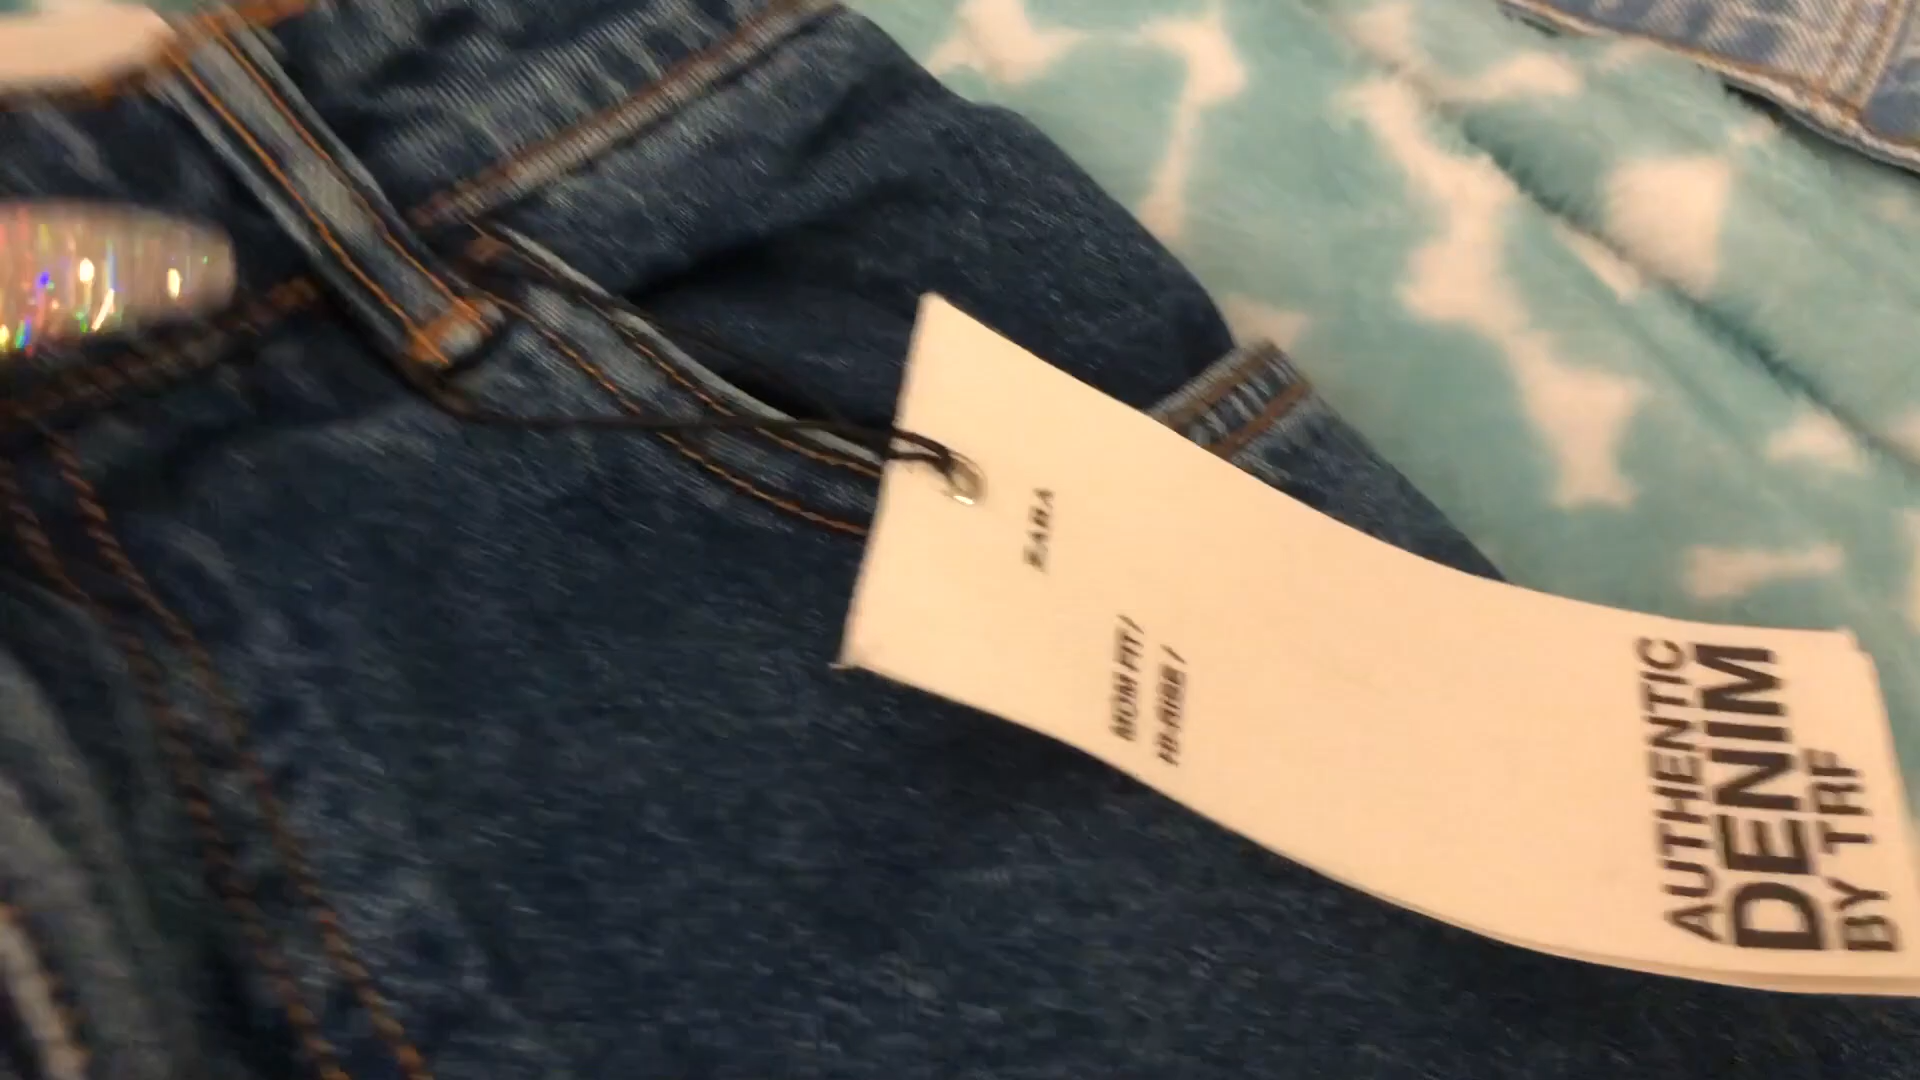 ZARA
MOM FIT /
HI-RISE /
AUTHENTIC
DENIM
BY TRF